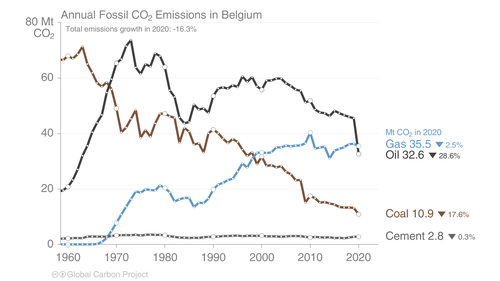 Annual Fossil CO₂ Emissions in Belgium
80 Mt
CO₂
Total emissions growth in 2020: -16.3%
60
40
20
0
1960 1970 1980 1990 2000 2010 2020
Mt CO₂ in 2020
Gas 35.5 ▼ 2.5%
Oil 32.6 ▼ 28.6%
Coal 10.9 ▼ 17.6%
Cement 2.8 ▼ 0.3%
Global Carbon Project